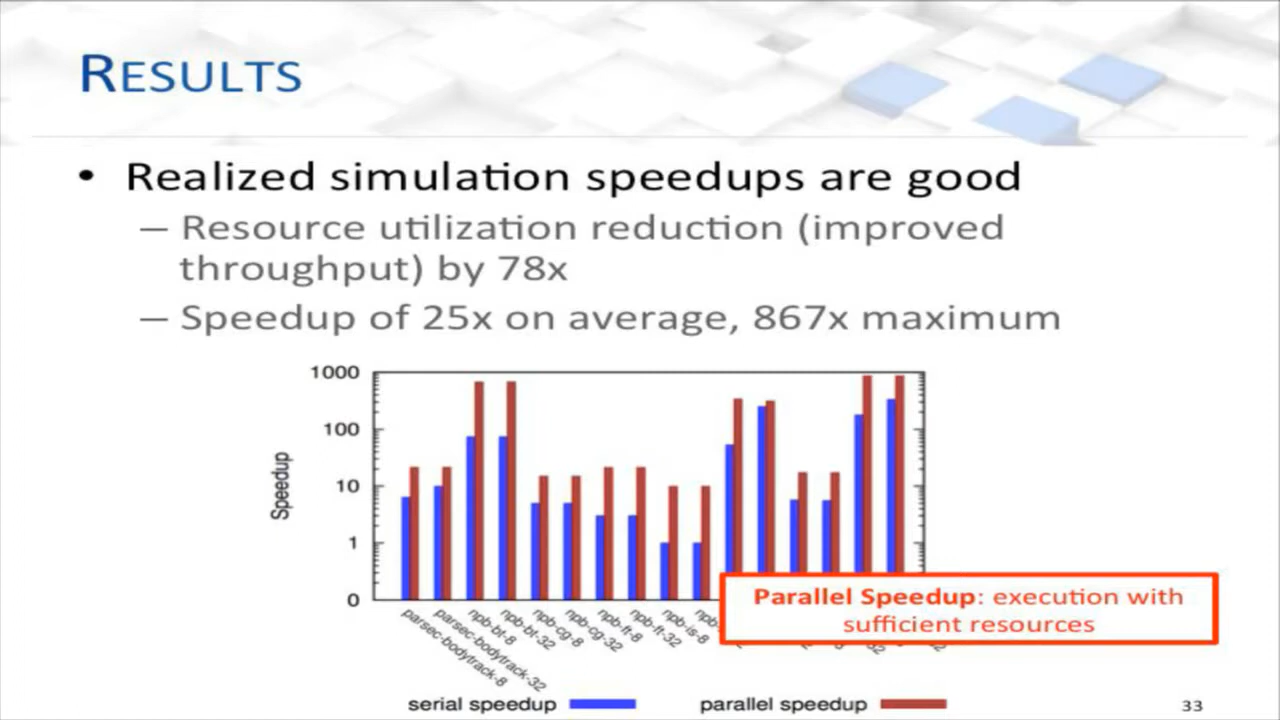 RESULTS
• Realized simulation speedups are good
– Resource utilization reduction (improved
throughput) by 78x
– Speedup of 25x on average, 867x maximum
1000
100
10
1
0
Speedup
parsec-bodytrack-8
parsec-bodytrack-32
npb-bt-8
npb-bt-32
npb-cg-8
npb-cg-32
npb-ft-8
npb-ft-32
npb-is-8
Parallel Speedup: execution with
sufficient resources
serial speedup
parallel speedup
33